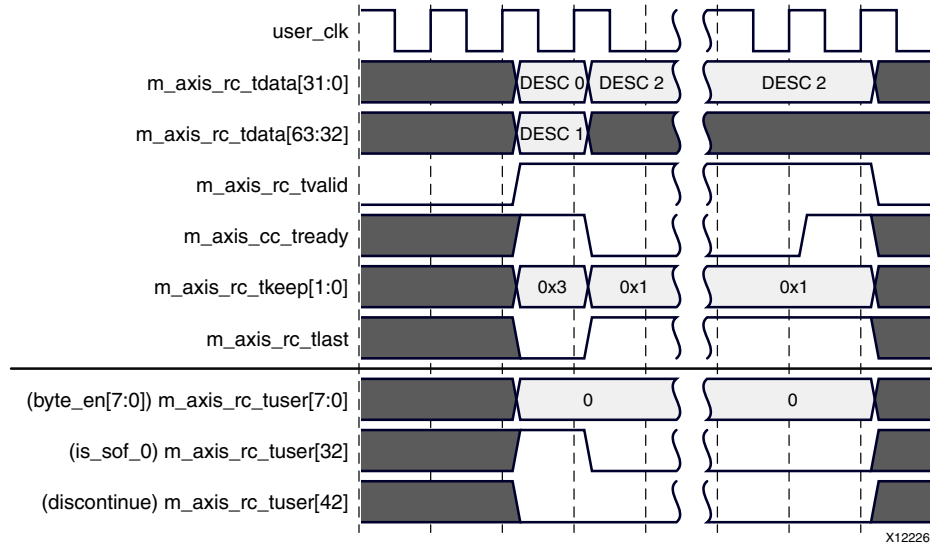 user_clk
m_axis_rc_tdata[31:0] DESC 0 DESC 2 DESC 2
m_axis_rc_tdata[63:32] DESC 1
m_axis_rc_tvalid
m_axis_cc_tready
m_axis_rc_tkeep[1:0] 0x3 0x1 0x1
m_axis_rc_tlast
(byte_en[7:0]) m_axis_rc_tuser[7:0] 0 0
(is_sof_0) m_axis_rc_tuser[32]
(discontinue) m_axis_rc_tuser[42]
X12226